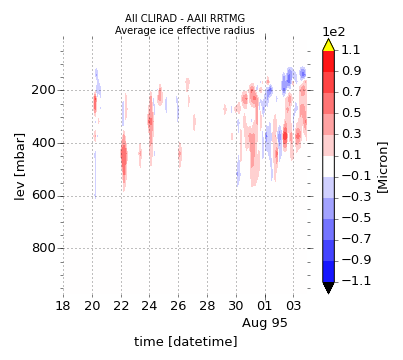 All CLIRAD - AAll RRTMG
Average ice effective radius
1e2
1.1
0.9
0.7
0.5
0.3
0.1
−0.1
−0.3
−0.5
−0.7
−0.9
−1.1
[Micron]
lev [mbar]
200
400
600
800
18 20 22 24 26 28 30 01 03
Aug 95
time [datetime]